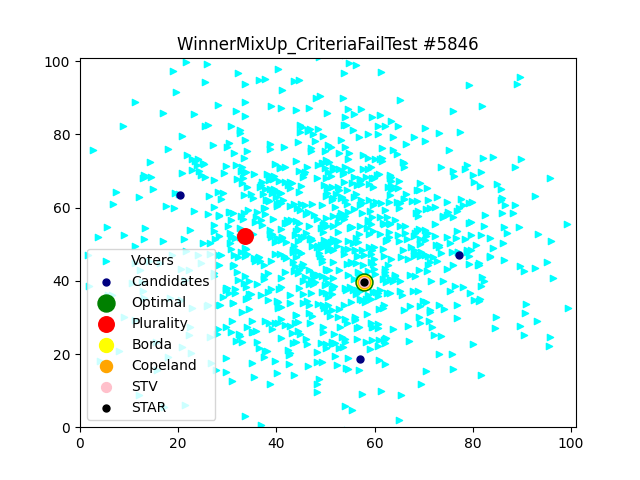 WinnerMixUp_CriteriaFailTest #5846
100
80
60
40
20
0
Voters
Candidates
Optimal
Plurality
Borda
Copeland
STV
STAR
0 20 40 60 80 100